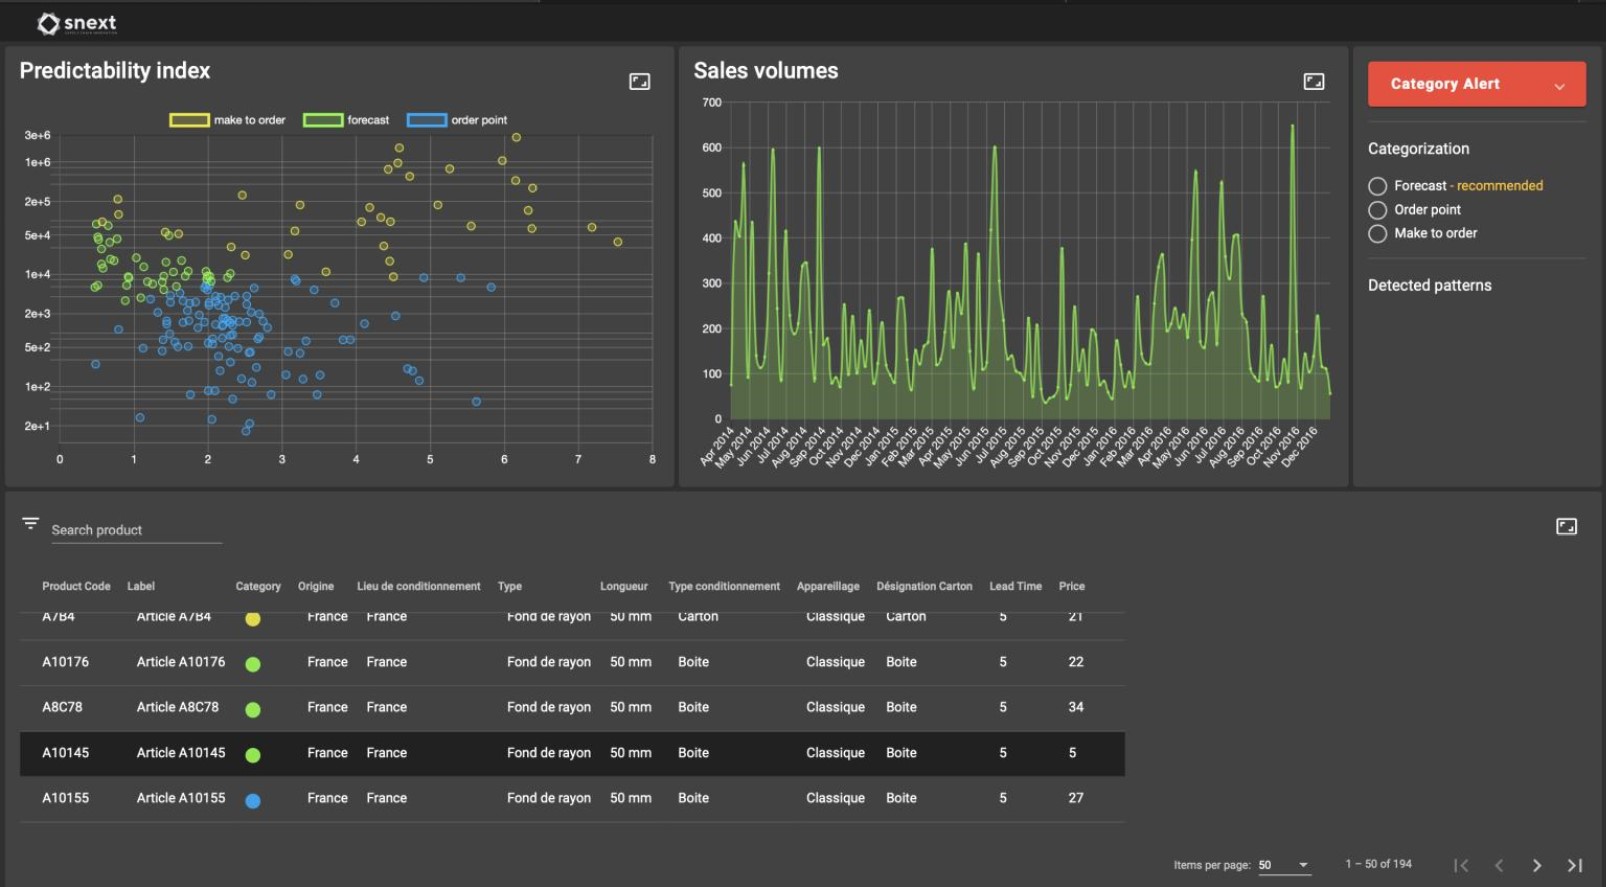 snext
Predictability index
make to order forecast order point
3e+6
1e+6
2e+5
5e+4
1e+4
2e+3
5e+2
1e+2
2e+1
0 1 2 3 4 5 6 7 8
Sales volumes
700
600
500
400
300
200
100
0
Apr 2014 May 2014 Jun 2014 Jul 2014 Aug 2014 Sep 2014 Oct 2014 Nov 2014 Dec 2014 Jan 2015 Feb 2015 Mar 2015 Apr 2015 May 2015 Jun 2015 Jul 2015 Aug 2015 Sep 2015 Oct 2015 Nov 2015 Dec 2015 Jan 2016 Feb 2016 Mar 2016 Apr 2016 May 2016 Jun 2016 Jul 2016 Aug 2016 Sep 2016 Oct 2016 Nov 2016 Dec 2016
Category Alert
Categorization
Forecast - recommended
Order point
Make to order
Detected patterns
Search product
Product Code Label Category Origine Lieu de conditionnement Type Longueur Type conditionnement Appareillage Désignation Carton Lead Time Price
A7B4 Article A7B4 France France Fond de rayon 50 mm Carton Classique Carton 5 21
A10176 Article A10176 France France Fond de rayon 50 mm Boite Classique Boite 5 22
A8C78 Article A8C78 France France Fond de rayon 50 mm Boite Classique Boite 5 34
A10145 Article A10145 France France Fond de rayon 50 mm Boite Classique Boite 5 5
A10155 Article A10155 France France Fond de rayon 50 mm Boite Classique Boite 5 27
Items per page: 50 1 – 50 of 194